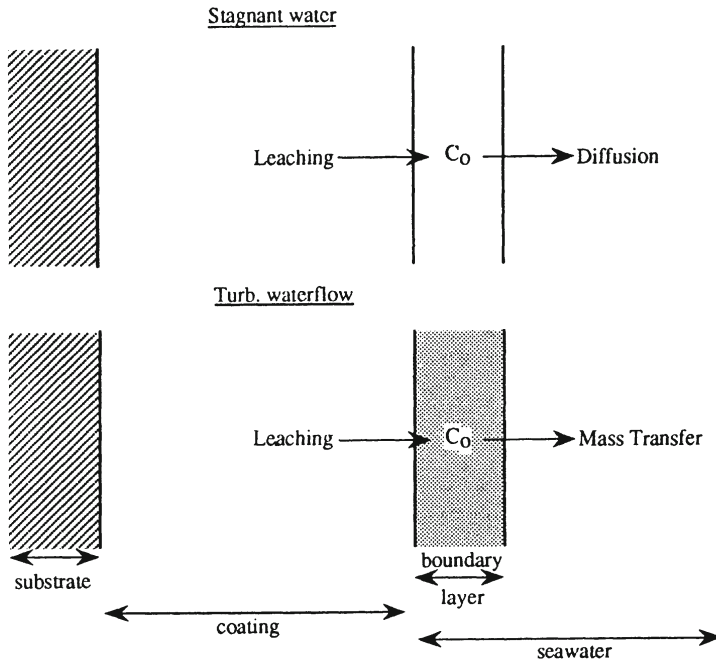 Stagnant water
Leaching
C₀
Diffusion
Turb. waterflow
Leaching
C₀
Mass Transfer
substrate
boundary
layer
coating
seawater